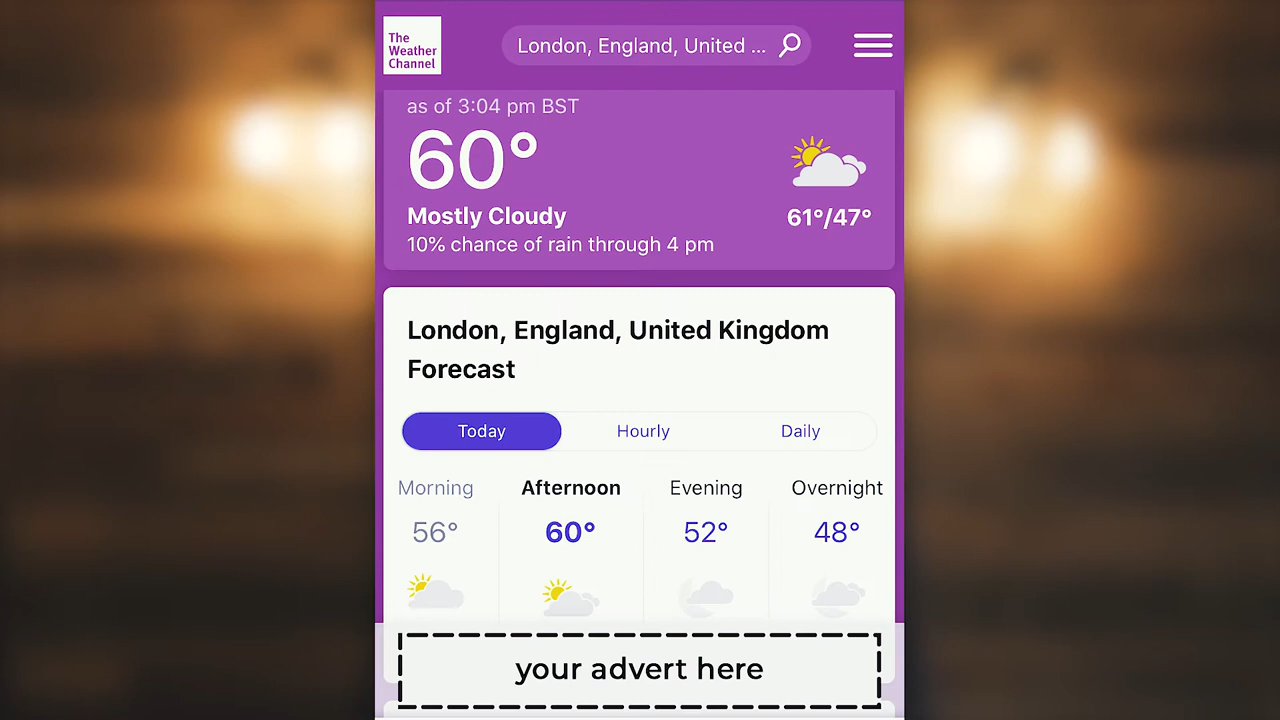 The
Weather
Channel
London, England, United ...
as of 3:04 pm BST
60°
Mostly Cloudy
61°/47°
10% chance of rain through 4 pm
London, England, United Kingdom
Forecast
Today Hourly Daily
Morning Afternoon Evening Overnight
56° 60° 52° 48°
your advert here